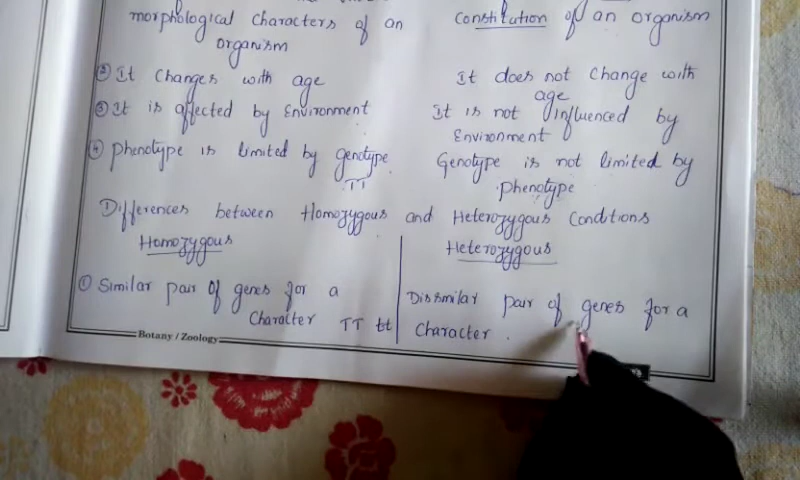 morphological Characters of an Constitution of an organism
organism
② It Changes with age It does not Change with
age
③ It is affected by Environment It is not influenced by
Environment
④ phenotype is limited by genotype Genotype is not limited by
TT phenotype
① Differences between Homozygous and Heterozygous Conditions
Homozygous Heterozygous
① Similar pair of genes for a Dissmilar pair of genes for a
Character TT tt Character.
Botany / Zoology